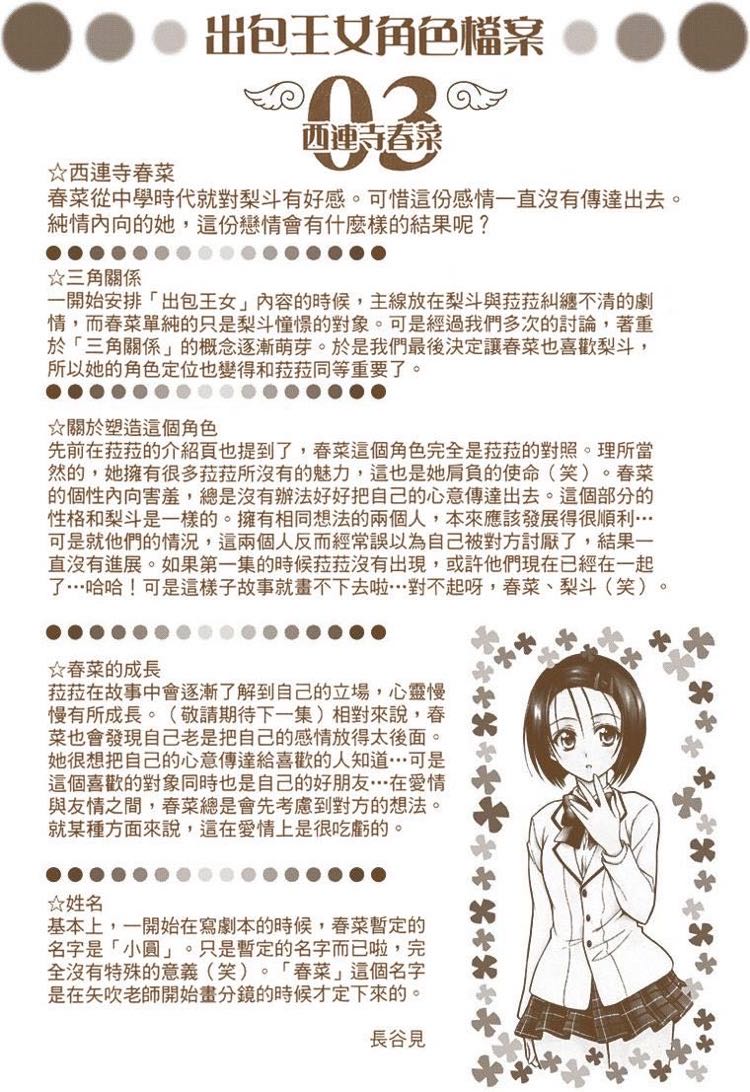 出包王女角色檔案
03
西連寺春菜
☆西連寺春菜
春菜從中學時代就對梨斗有好感。可惜這份感情一直沒有傳達出去。
純情內向的她，這份戀情會有什麼樣的結果呢？
☆三角關係
一開始安排「出包王女」內容的時候，主線放在梨斗與菈菈糾纏不清的劇
情，而春菜單純的只是梨斗憧憬的對象。可是經過我們多次的討論，著重
於「三角關係」的概念逐漸萌芽。於是我們最後決定讓春菜也喜歡梨斗，
所以她的角色定位也變得和菈菈同等重要了。
☆關於塑造這個角色
先前在菈菈的介紹頁也提到了，春菜這個角色完全是菈菈的對照。理所當
然的，她擁有很多菈菈所沒有的魅力，這也是她肩負的使命（笑）。春菜
的個性內向害羞，總是沒有辦法好好把自己的心意傳達出去。這個部分的
性格和梨斗是一樣的。擁有相同想法的兩個人，本來應該發展得很順利…
可是就他們的情況，這兩個人反而經常誤以為自己被對方討厭了，結果一
直沒有進展。如果第一集的時候菈菈沒有出現，或許他們現在已經在一起
了…哈哈！可是這樣子故事就畫不下去啦…對不起呀，春菜、梨斗（笑）。
☆春菜的成長
菈菈在故事中會逐漸了解到自己的立場，心靈慢
慢有所成長。（敬請期待下一集）相對來說，春
菜也會發現自己老是把自己的感情放得太後面。
她很想把自己的心意傳達給喜歡的人知道…可是
這個喜歡的對象同時也是自己的好朋友…在愛情
與友情之間，春菜總是會先考慮到對方的想法。
就某種方面來說，這在愛情上是很吃虧的。
☆姓名
基本上，一開始在寫劇本的時候，春菜暫定的
名字是「小圓」。只是暫定的名字而已啦，完
全沒有特殊的意義（笑）。「春菜」這個名字
是在矢吹老師開始畫分鏡的時候才定下來的。
長谷見